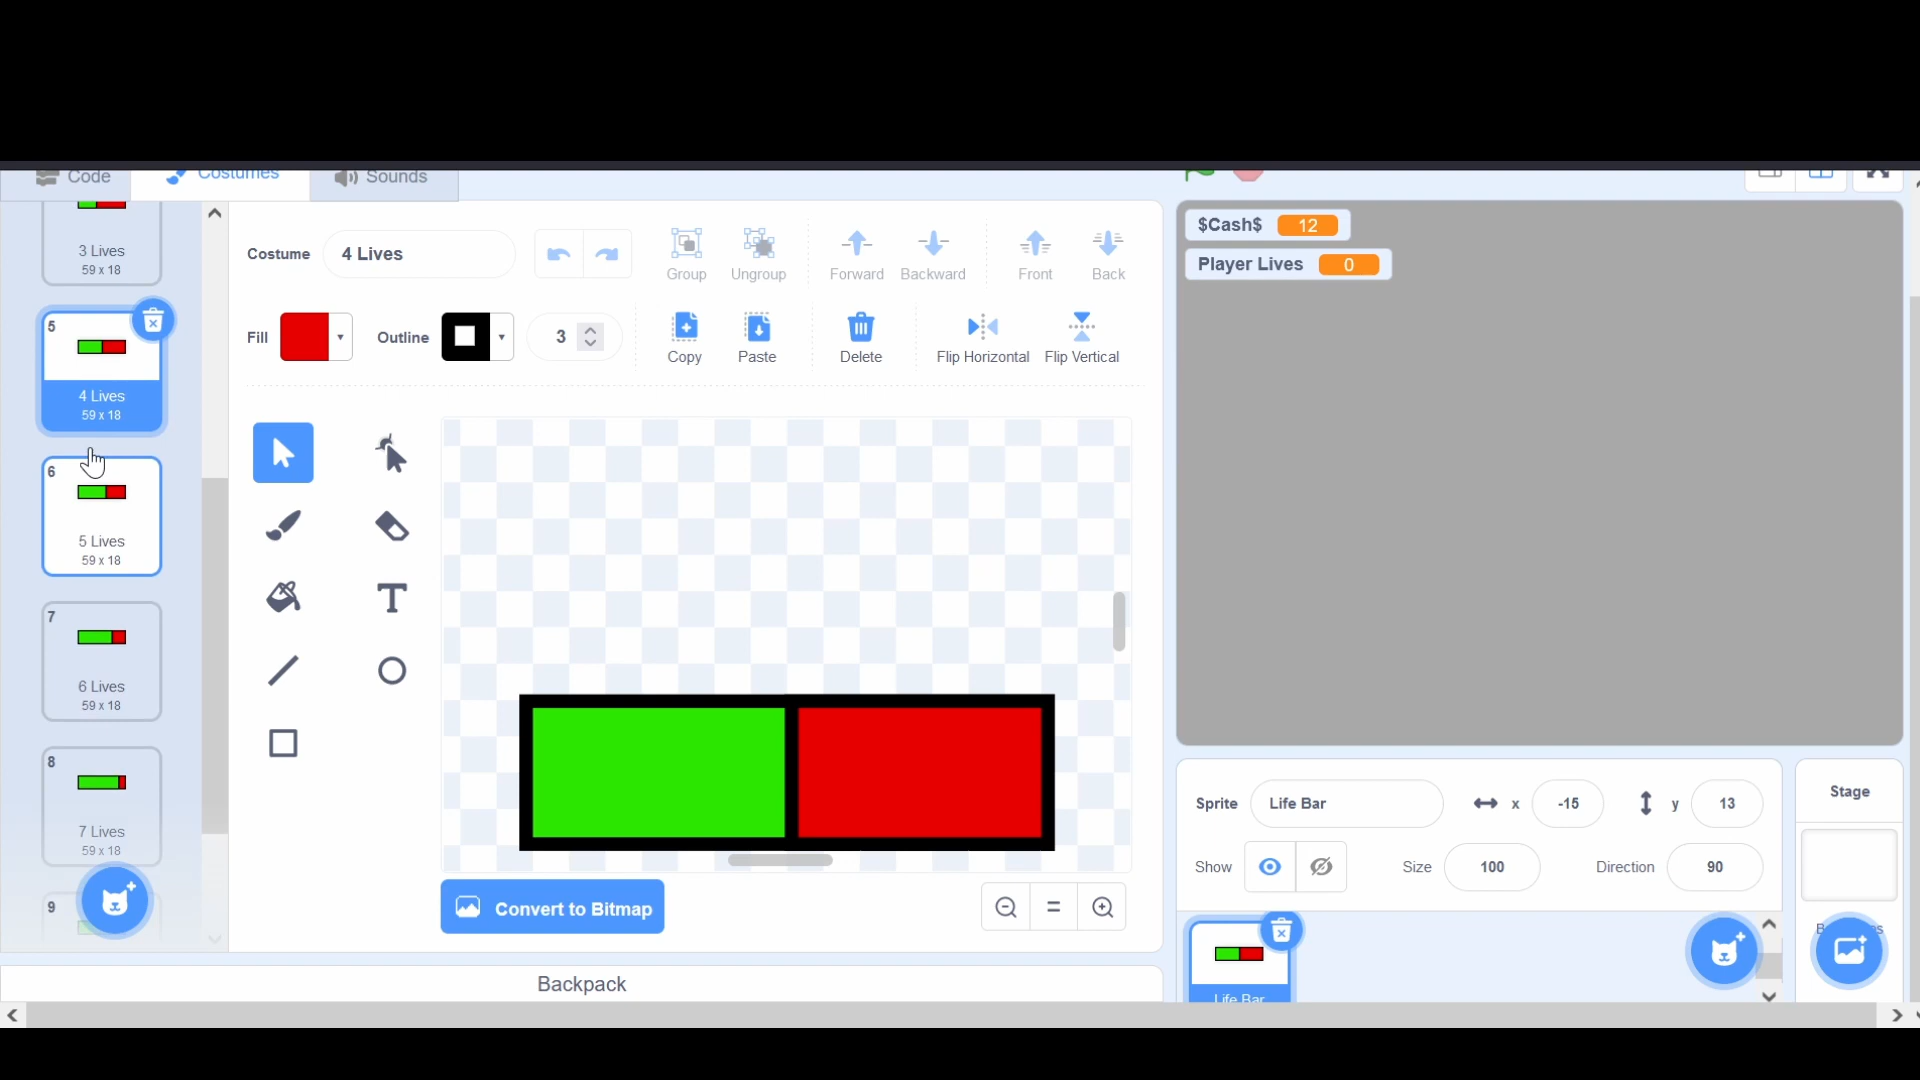 Code
Costumes
Sounds
3 Lives
59 x 18
5
4 Lives
59 x 18
6
5 Lives
59 x 18
7
6 Lives
59 x 18
8
7 Lives
59 x 18
9
Costume
4 Lives
Group
Ungroup
Forward
Backward
Front
Back
Fill
Outline
3
Copy
Paste
Delete
Flip Horizontal
Flip Vertical
T
Convert to Bitmap
Backpack
$Cash$ 12
Player Lives 0
Sprite
Life Bar
x
-15
y
13
Show
Size
100
Direction
90
Life Bar
Stage